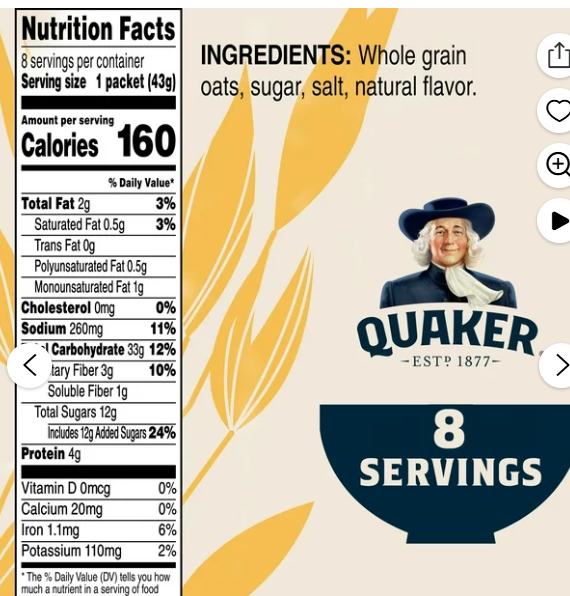 Nutrition Facts
8 servings per container
Serving size 1 packet (43g)
Amount per serving
Calories 160
% Daily Value*
Total Fat 2g 3%
Saturated Fat 0.5g 3%
Trans Fat 0g
Polyunsaturated Fat 0.5g
Monounsaturated Fat 1g
Cholesterol 0mg 0%
Sodium 260mg 11%
Carbohydrate 33g 12%
Fiber 3g 10%
Soluble Fiber 1g
Total Sugars 12g
Includes 12g Added Sugars 24%
Protein 4g
Vitamin D 0mcg 0%
Calcium 20mg 0%
Iron 1.1mg 6%
Potassium 110mg 2%
* The % Daily Value (DV) tells you how
much a nutrient in a serving of food
INGREDIENTS: Whole grain
oats, sugar, salt, natural flavor.
QUAKER
ESTD 1877
8
SERVINGS